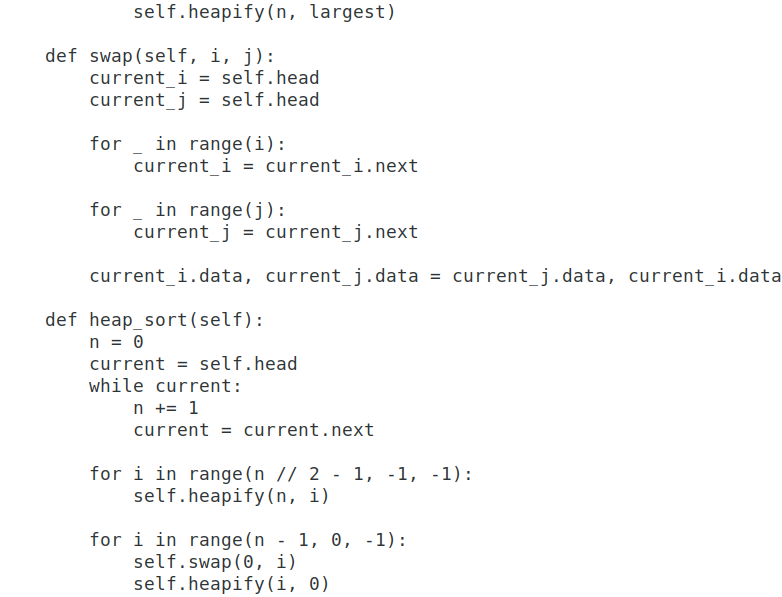 self.heapify(n, largest)

    def swap(self, i, j):
        current_i = self.head
        current_j = self.head

        for _ in range(i):
            current_i = current_i.next

        for _ in range(j):
            current_j = current_j.next

        current_i.data, current_j.data = current_j.data, current_i.data

    def heap_sort(self):
        n = 0
        current = self.head
        while current:
            n += 1
            current = current.next

        for i in range(n // 2 - 1, -1, -1):
            self.heapify(n, i)

        for i in range(n - 1, 0, -1):
            self.swap(0, i)
            self.heapify(i, 0)